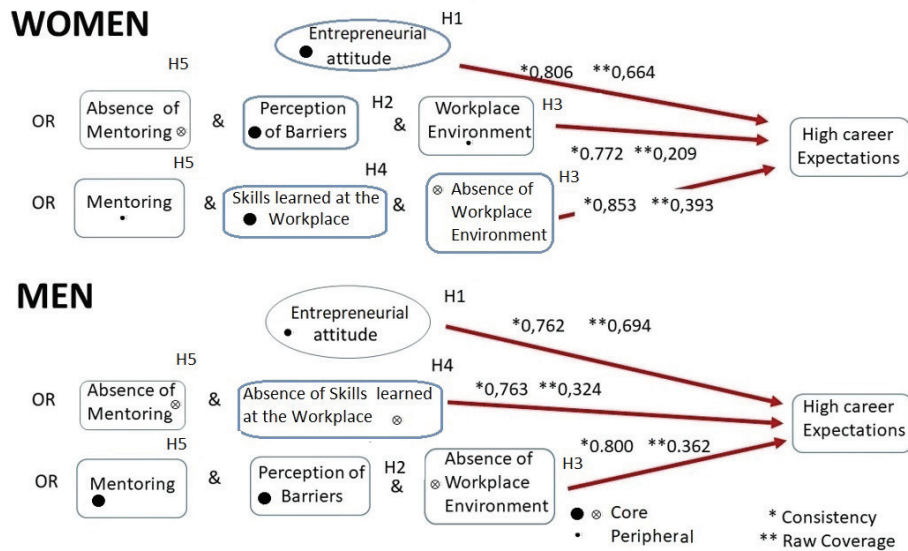 WOMEN
H1
Entrepreneurial
attitude
*0,806 **0,664
H5
OR
Absence of
Mentoring
&
Perception
of Barriers
H2
&
Workplace
Environment
H3
*0.772 **0,209
High career
Expectations
H5
OR
Mentoring
&
H4
Skills learned at the
Workplace
&
H3
Absence of
Workplace
Environment
*0,853 **0,393
MEN
H1
Entrepreneurial
attitude
*0,762 **0,694
H5
OR
Absence of
Mentoring
&
H4
Absence of Skills learned
at the Workplace
*0,763 **0,324
High career
Expectations
H5
OR
Mentoring
&
Perception of
Barriers
H2
&
Absence of
Workplace
Environment
H3
*0.800 **0.362
Core
Peripheral
* Consistency
** Raw Coverage